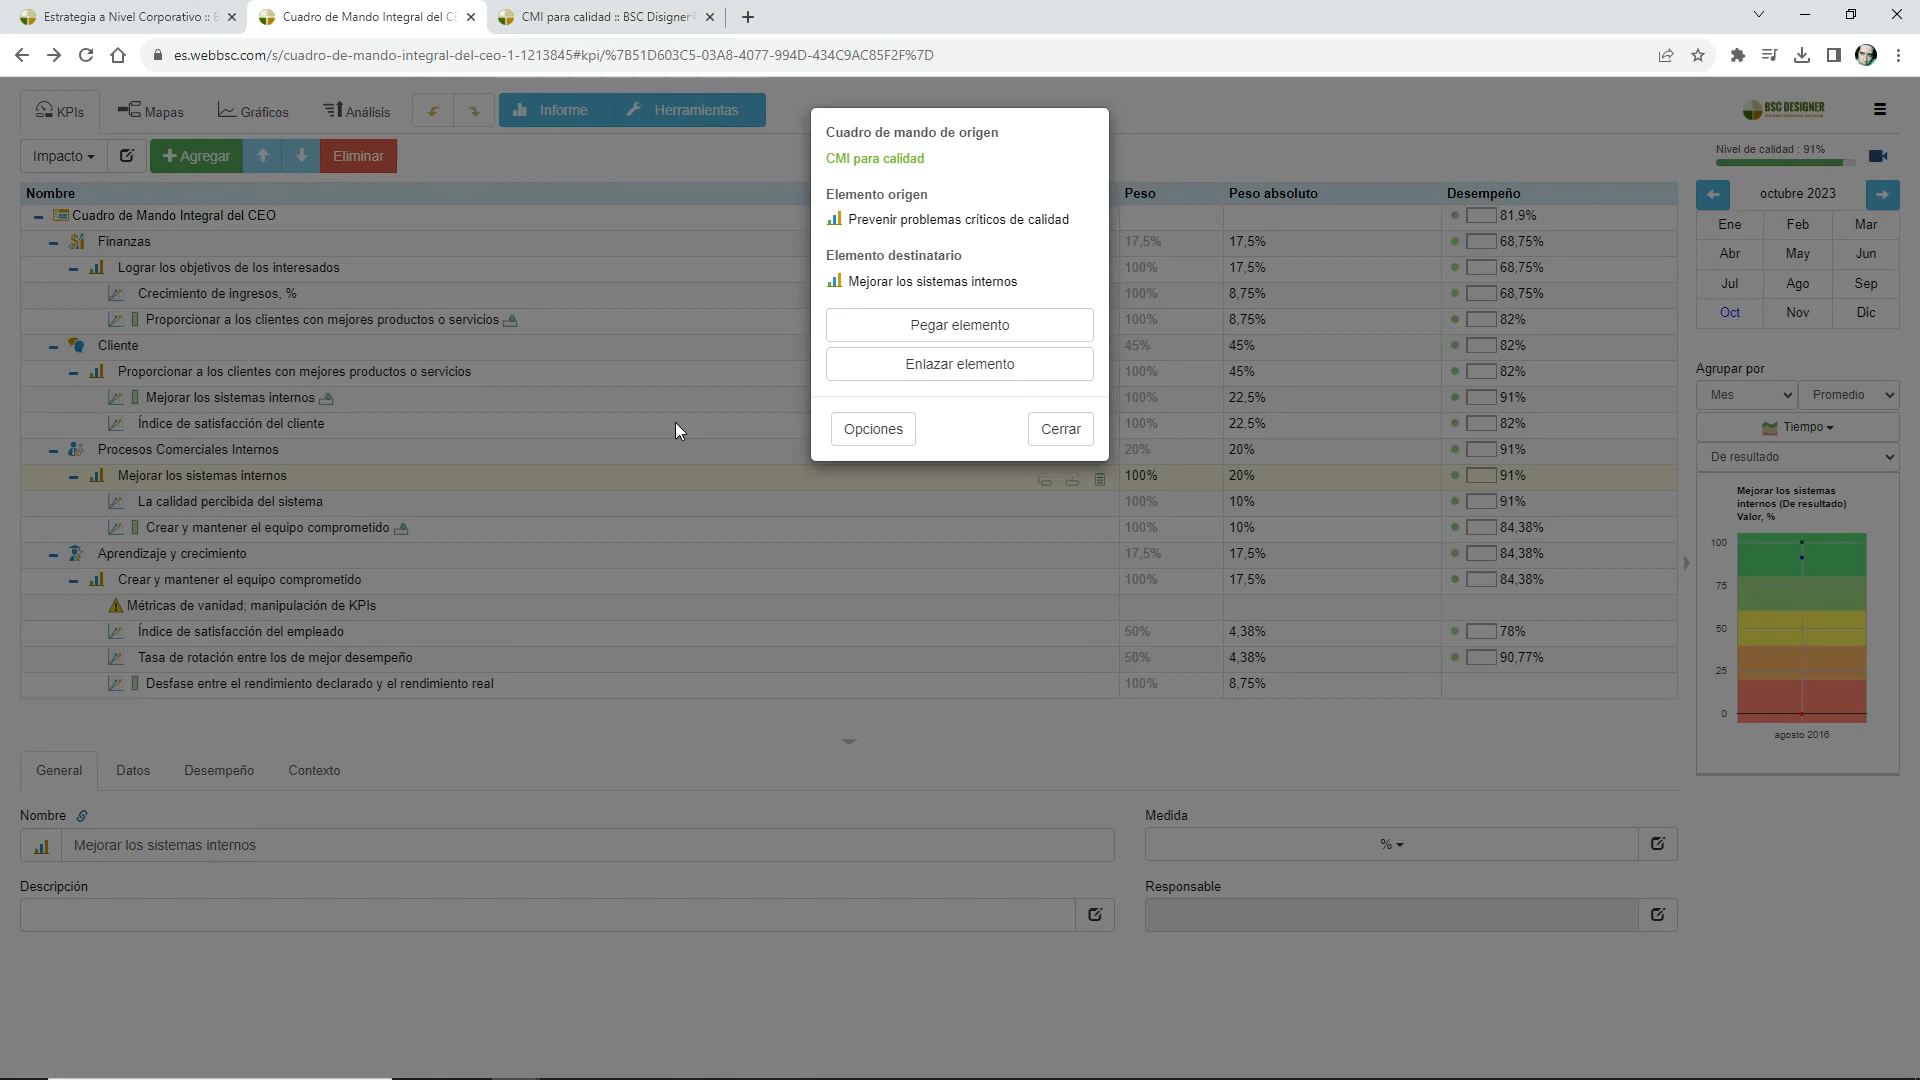 Estrategia a Nivel Corporativo ::
Cuadro de Mando Integral del C
CMI para calidad :: BSC Disigner
es.webbsc.com/s/cuadro-de-mando-integral-del-ceo-1-1213845#kpi/%7B51D603C5-03A8-4077-994D-434C9AC85F2F%7D
KPIs
Mapas
Gráficos
Análisis
Informe
Herramientas
BSC DESIGNER
Impacto
Agregar
Eliminar
Nivel de calidad : 91%
Nombre
Peso
Peso absoluto
Desempeño
Cuadro de Mando Integral del CEO
81,9%
Finanzas
17,5%
17,5%
68,75%
Lograr los objetivos de los interesados
100%
17,5%
68,75%
Crecimiento de ingresos, %
100%
8,75%
68,75%
Proporcionar a los clientes con mejores productos o servicios
100%
8,75%
82%
Cliente
45%
45%
82%
Proporcionar a los clientes con mejores productos o servicios
100%
45%
82%
Mejorar los sistemas internos
100%
22,5%
91%
Índice de satisfacción del cliente
100%
22,5%
82%
Procesos Comerciales Internos
20%
20%
91%
Mejorar los sistemas internos
100%
20%
91%
La calidad percibida del sistema
100%
10%
91%
Crear y mantener el equipo comprometido
100%
10%
84,38%
Aprendizaje y crecimiento
17,5%
17,5%
84,38%
Crear y mantener el equipo comprometido
100%
17,5%
84,38%
Métricas de vanidad; manipulación de KPIs
Índice de satisfacción del empleado
50%
4,38%
78%
Tasa de rotación entre los de mejor desempeño
50%
4,38%
90,77%
Desfase entre el rendimiento declarado y el rendimiento real
100%
8,75%
Cuadro de mando de origen
CMI para calidad
Elemento origen
Prevenir problemas críticos de calidad
Elemento destinatario
Mejorar los sistemas internos
Pegar elemento
Enlazar elemento
Opciones
Cerrar
octubre 2023
Ene Feb Mar
Abr May Jun
Jul Ago Sep
Oct Nov Dic
Agrupar por
Mes
Promedio
Tiempo
De resultado
Mejorar los sistemas
internos (De resultado)
Valor, %
100
75
50
25
0
agosto 2016
General
Datos
Desempeño
Contexto
Nombre
Mejorar los sistemas internos
Medida
%
Descripción
Responsable